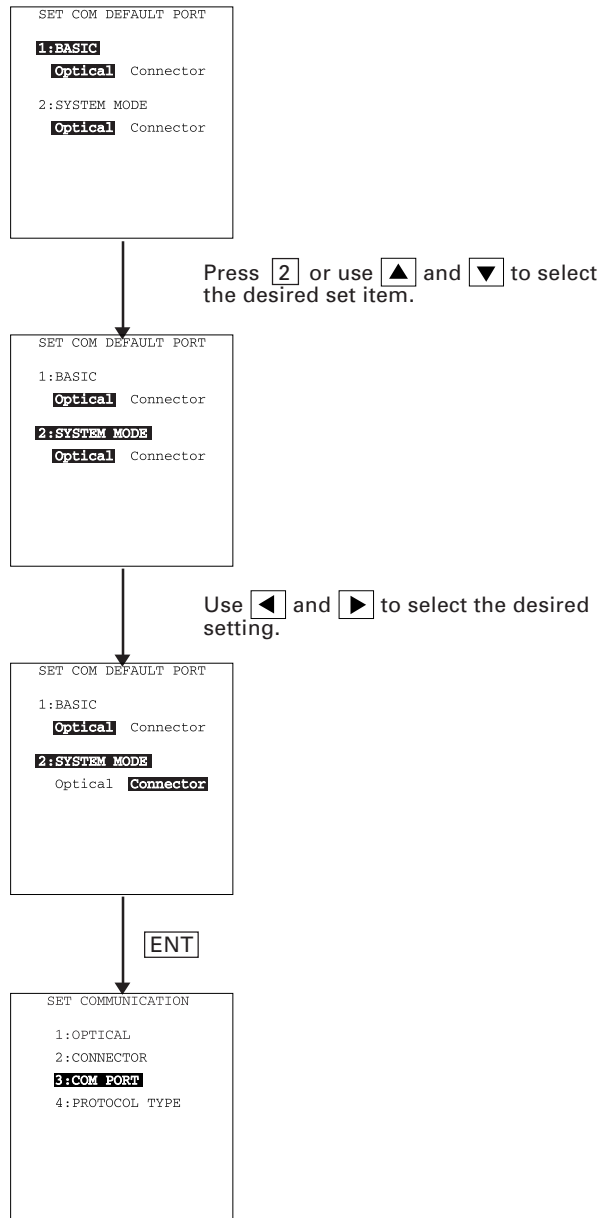 SET COM DEFAULT PORT
1:BASIC
Optical Connector
2:SYSTEM MODE
Optical Connector
Press 2 or use ▲ and ▼ to select
the desired set item.
SET COM DEFAULT PORT
1:BASIC
Optical Connector
2:SYSTEM MODE
Optical Connector
Use ◀ and ▶ to select the desired
setting.
SET COM DEFAULT PORT
1:BASIC
Optical Connector
2:SYSTEM MODE
Optical Connector
ENT
SET COMMUNICATION
1:OPTICAL
2:CONNECTOR
3:COM PORT
4:PROTOCOL TYPE